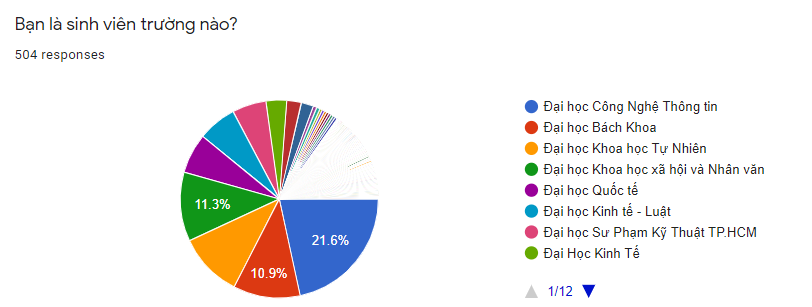 Bạn là sinh viên trường nào?
504 responses
11.3%
10.9%
21.6%
Đại học Công Nghệ Thông tin
Đại học Bách Khoa
Đại học Khoa học Tự Nhiên
Đại học Khoa học xã hội và Nhân văn
Đại học Quốc tế
Đại học Kinh tế - Luật
Đại học Sư Phạm Kỹ Thuật TP.HCM
Đại Học Kinh Tế
1/12